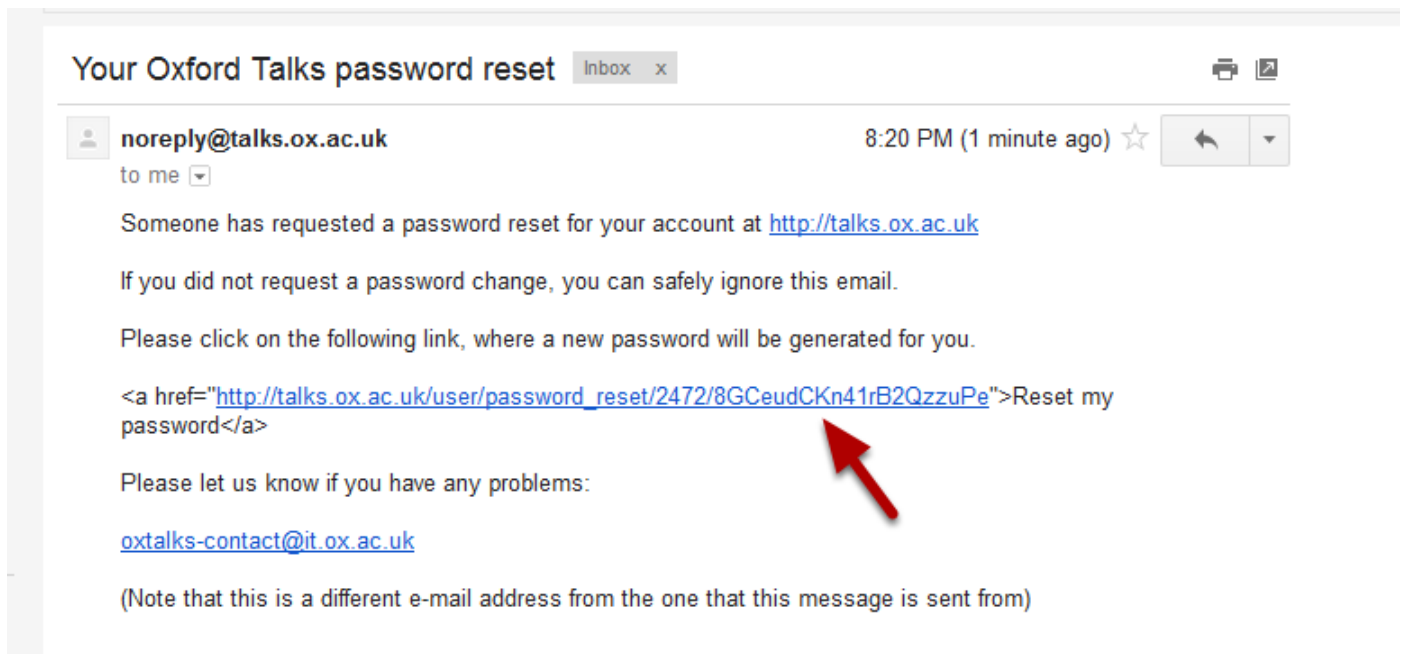 Your Oxford Talks password reset Inbox x
noreply@talks.ox.ac.uk 8:20 PM (1 minute ago)
to me
Someone has requested a password reset for your account at http://talks.ox.ac.uk
If you did not request a password change, you can safely ignore this email.
Please click on the following link, where a new password will be generated for you.
<a href="http://talks.ox.ac.uk/user/password_reset/2472/8GCeudCKn41rB2QzzuPe">Reset my
password</a>
Please let us know if you have any problems:
oxtalks-contact@it.ox.ac.uk
(Note that this is a different e-mail address from the one that this message is sent from)